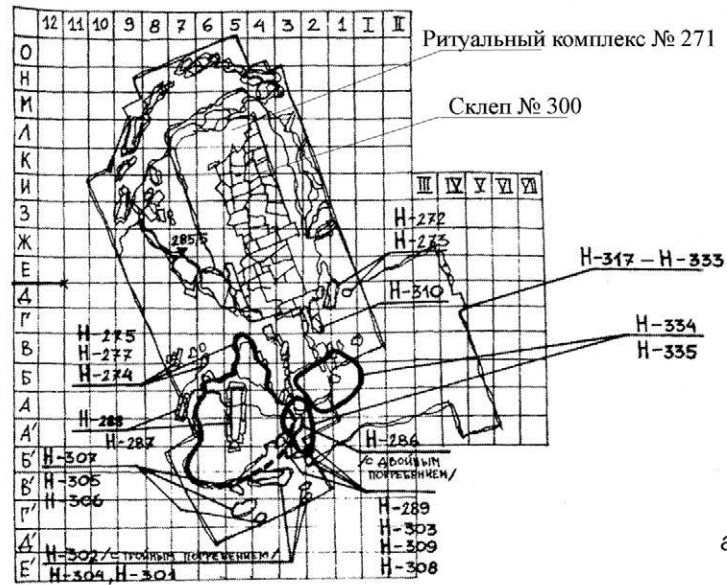 12 11 10 9 8 7 6 5 4 3 2 1 I II
Ритуальный комплекс № 271
Склеп № 300
О
Н
М
Л
К
И
З
Ж
Е
Д
Г
В
Б
А
А'
Б'
В'
Г'
Д'
Е'
III IV V VI VII
Н-272
Н-273
Н-317 – Н-333
Н-310
Н-334
Н-335
Н-275
Н-277
Н-274
Н-288
Н-287
Н-286
/С ДВОЙНЫМ
ПОГРЕБЕНИЕМ/
Н-307
Н-305
Н-306
Н-289
Н-303
Н-309
Н-308
Н-302 /С ТРОЙНЫМ ПОГРЕБЕНИЕМ/
Н-304, Н-301